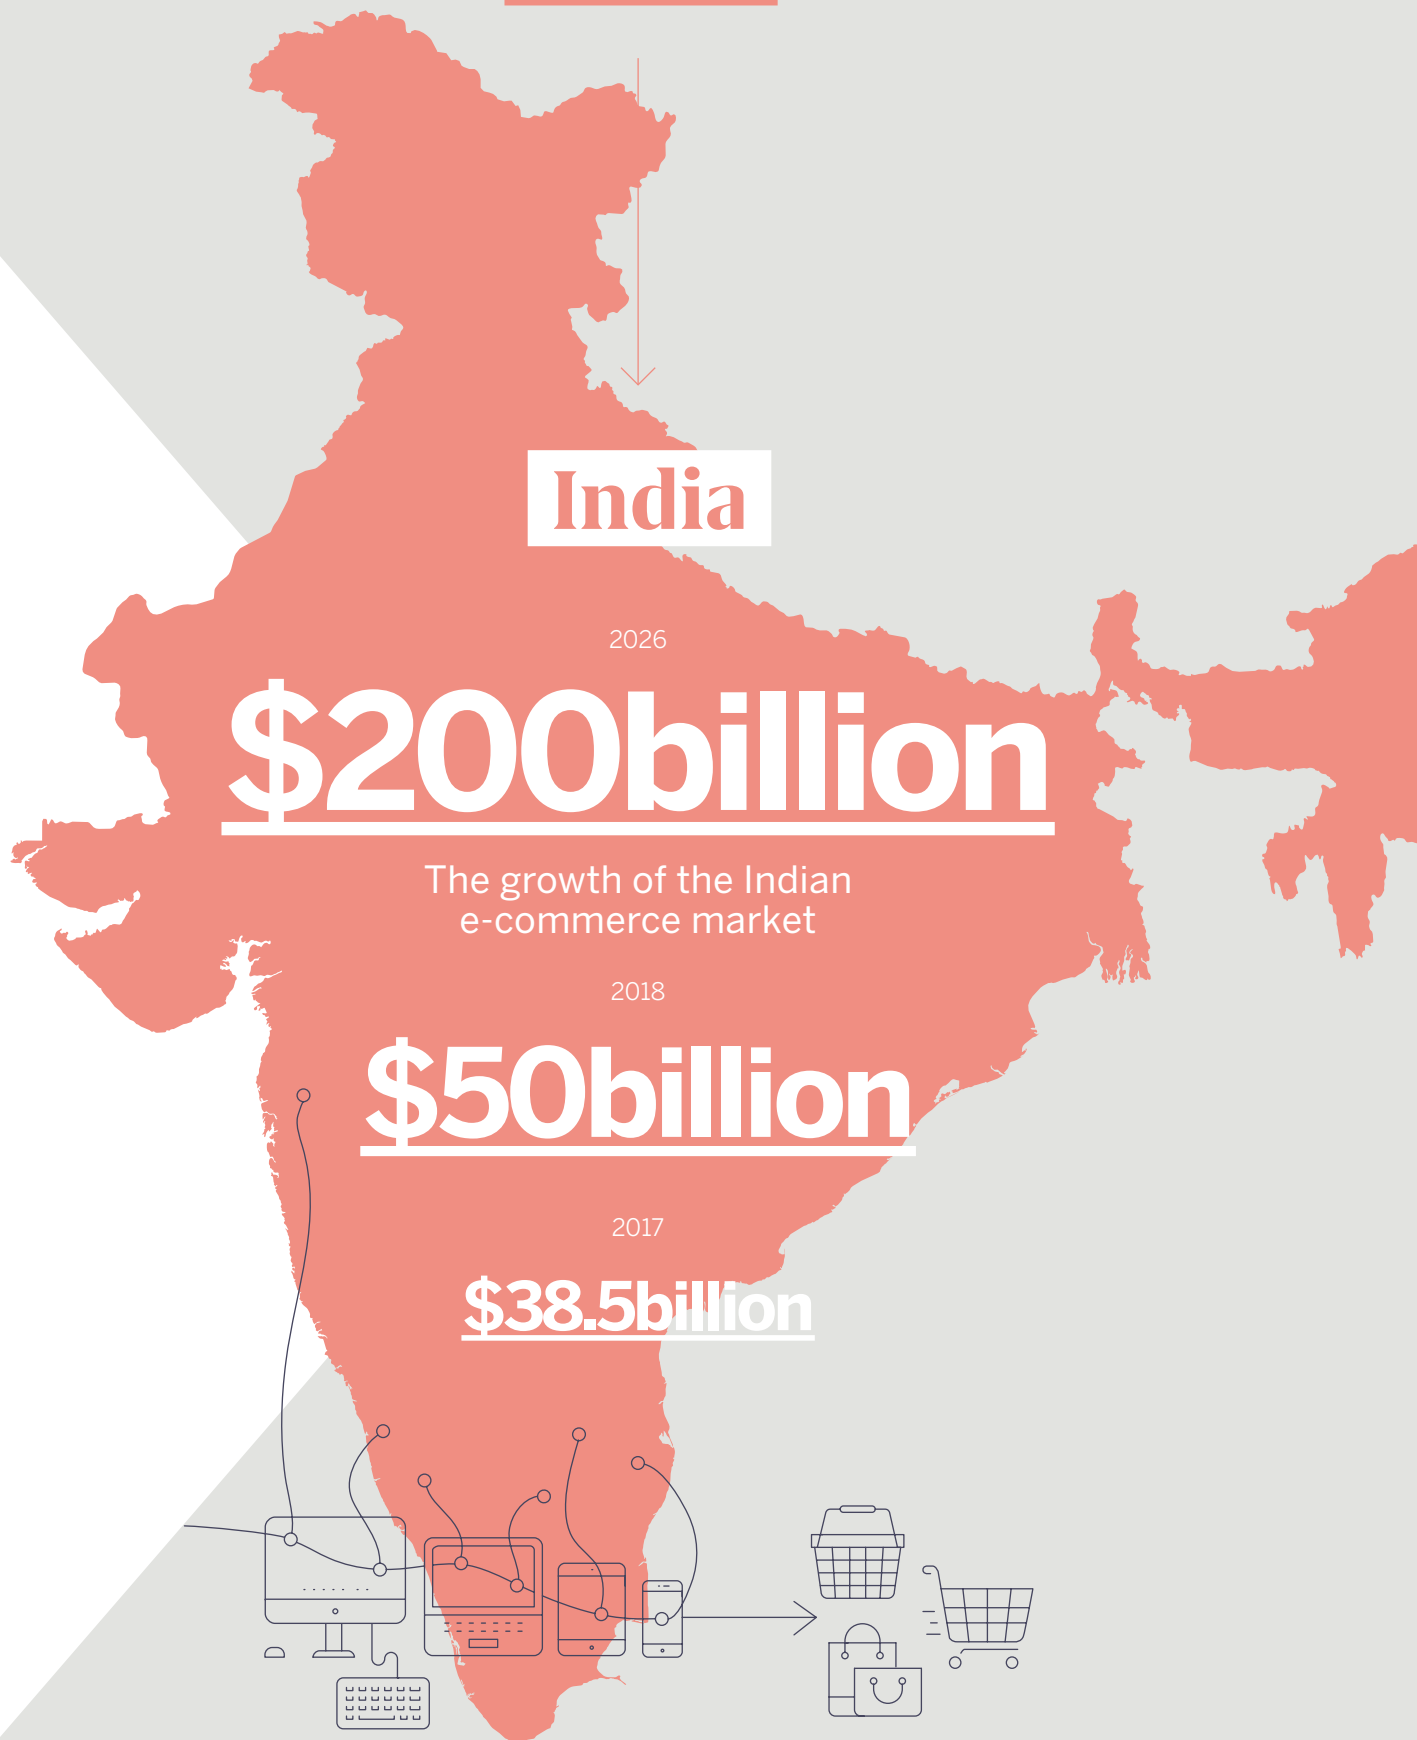 India
2026
$200billion
The growth of the Indian
e-commerce market
2018
$50billion
2017
$38.5billion